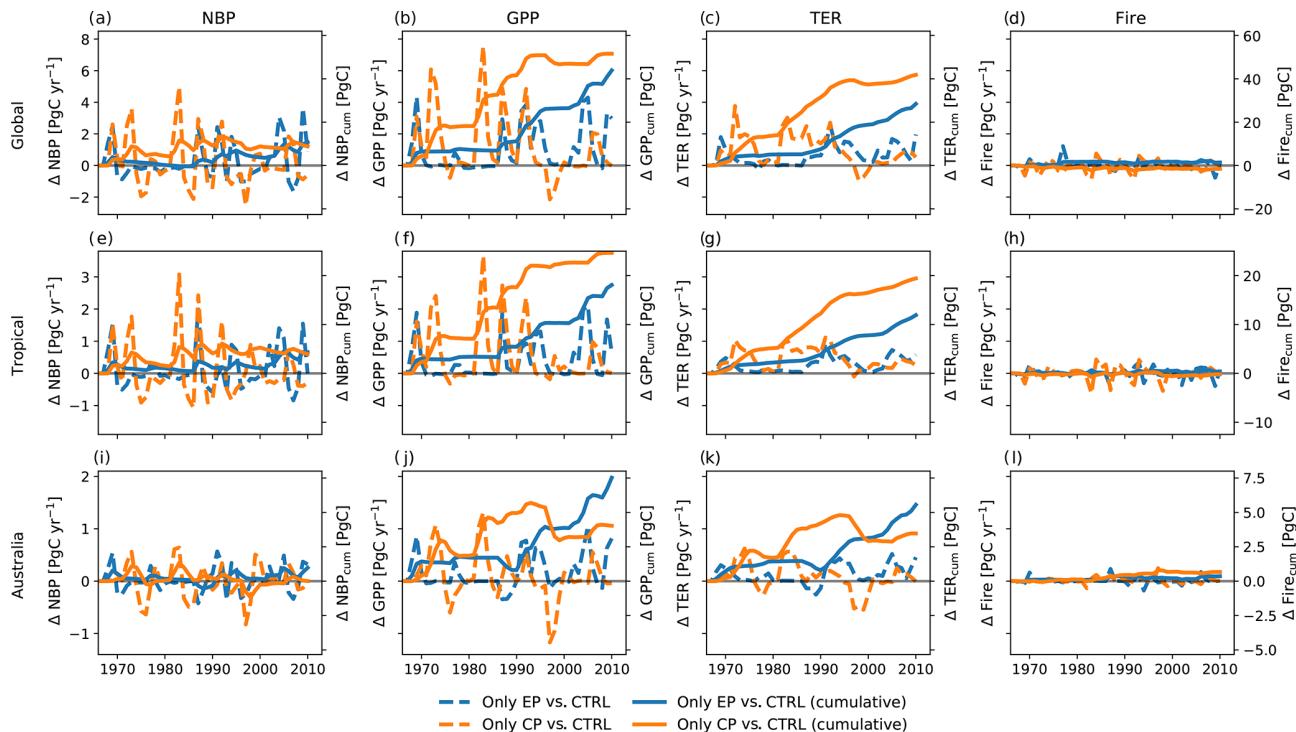 (a) NBP (b) GPP (c) TER (d) Fire
Global
Δ NBP [PgC yr⁻¹]
8
6
4
2
0
−2
Δ NBP_cum [PgC]
Δ GPP [PgC yr⁻¹]
Δ GPP_cum [PgC]
Δ TER [PgC yr⁻¹]
Δ TER_cum [PgC]
Δ Fire [PgC yr⁻¹]
60
40
20
0
−20
Δ Fire_cum [PgC]
(e) (f) (g) (h)
Tropical
Δ NBP [PgC yr⁻¹]
3
2
1
0
−1
Δ NBP_cum [PgC]
Δ GPP [PgC yr⁻¹]
Δ GPP_cum [PgC]
Δ TER [PgC yr⁻¹]
Δ TER_cum [PgC]
Δ Fire [PgC yr⁻¹]
20
10
0
−10
Δ Fire_cum [PgC]
(i) (j) (k) (l)
Australia
Δ NBP [PgC yr⁻¹]
2
1
0
−1
Δ NBP_cum [PgC]
Δ GPP [PgC yr⁻¹]
Δ GPP_cum [PgC]
Δ TER [PgC yr⁻¹]
Δ TER_cum [PgC]
Δ Fire [PgC yr⁻¹]
7.5
5.0
2.5
0.0
−2.5
−5.0
Δ Fire_cum [PgC]
1970 1980 1990 2000 2010 1970 1980 1990 2000 2010 1970 1980 1990 2000 2010 1970 1980 1990 2000 2010
Only EP vs. CTRL Only EP vs. CTRL (cumulative)
Only CP vs. CTRL Only CP vs. CTRL (cumulative)